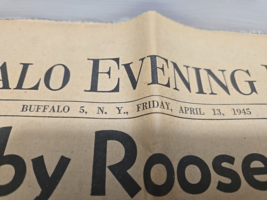 ALO EVENING
BUFFALO 5, N. Y., FRIDAY, APRIL 13, 1945
by Roose